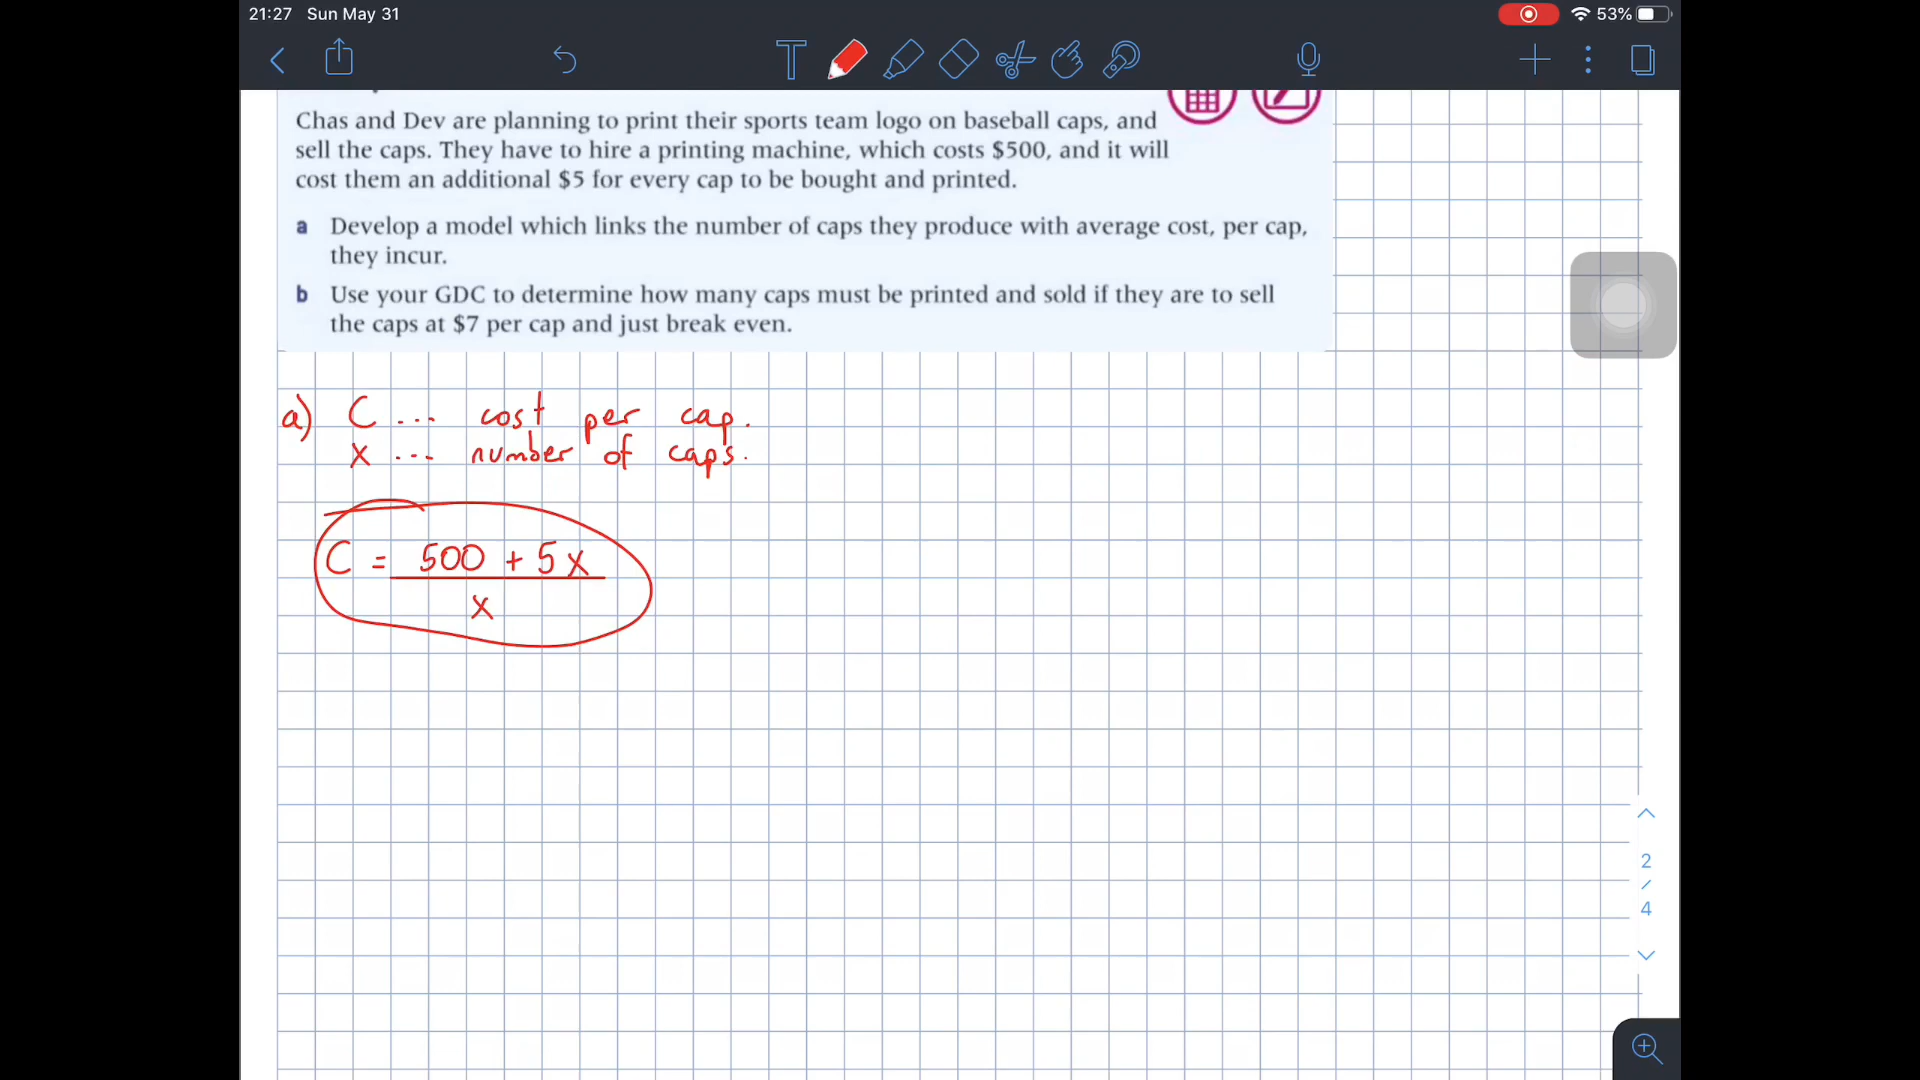 21:27 Sun May 31
53%
T
Chas and Dev are planning to print their sports team logo on baseball caps, and
sell the caps. They have to hire a printing machine, which costs $500, and it will
cost them an additional $5 for every cap to be bought and printed.
a Develop a model which links the number of caps they produce with average cost, per cap,
they incur.
b Use your GDC to determine how many caps must be printed and sold if they are to sell
the caps at $7 per cap and just break even.
a) C ... cost per cap.
x ... number of caps.
C = 500 + 5x
x
2
/
4